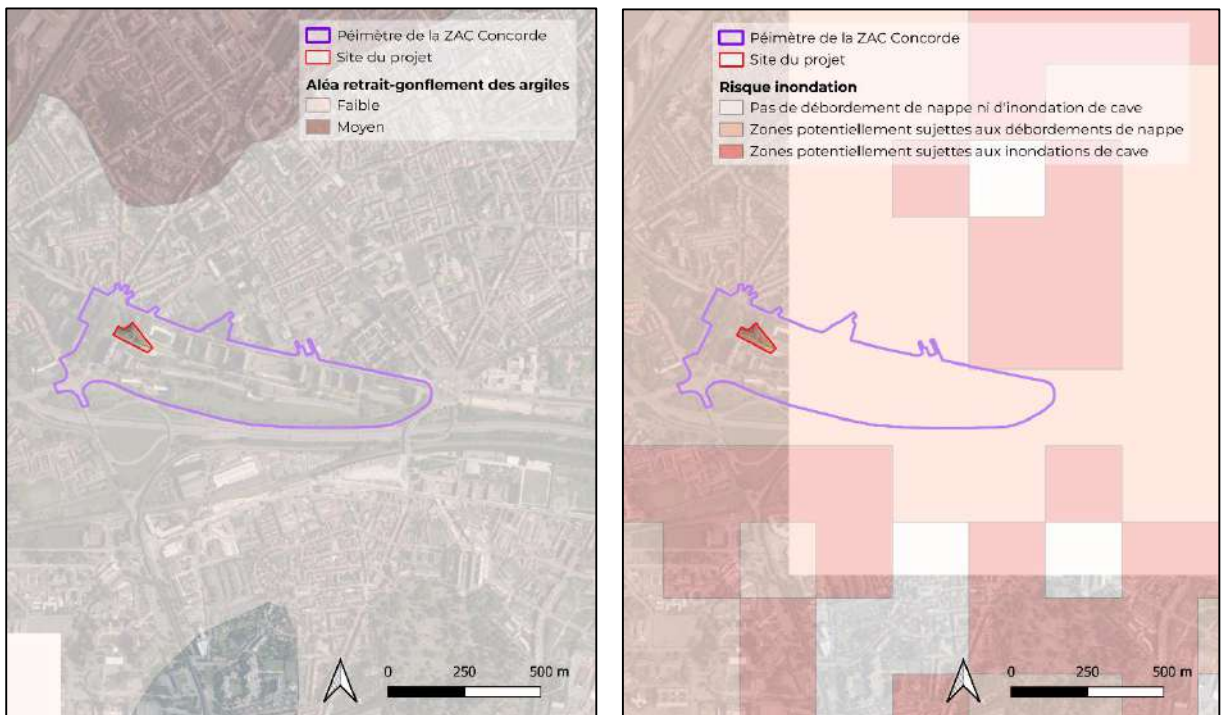 Péimètre de la ZAC Concorde
Site du projet
Aléa retrait-gonflement des argiles
Faible
Moyen
0 250 500 m
Péimètre de la ZAC Concorde
Site du projet
Risque inondation
Pas de débordement de nappe ni d'inondation de cave
Zones potentiellement sujettes aux débordements de nappe
Zones potentiellement sujettes aux inondations de cave
0 250 500 m